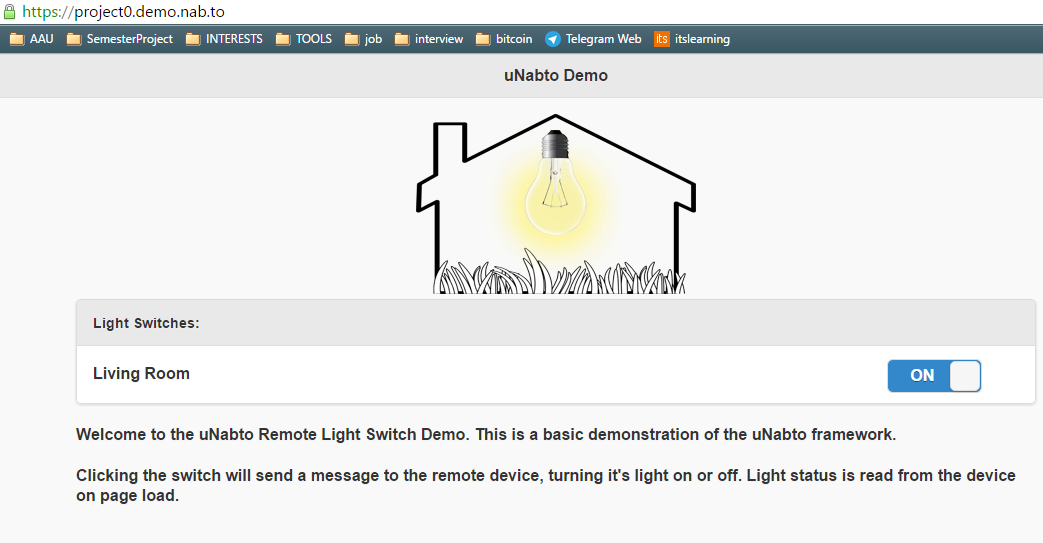 https://project0.demo.nab.to
AAU SemesterProject INTERESTS TOOLS job interview bitcoin Telegram Web its itslearning
uNabto Demo
Light Switches:
Living Room ON
Welcome to the uNabto Remote Light Switch Demo. This is a basic demonstration of the uNabto framework.
Clicking the switch will send a message to the remote device, turning it's light on or off. Light status is read from the device
on page load.